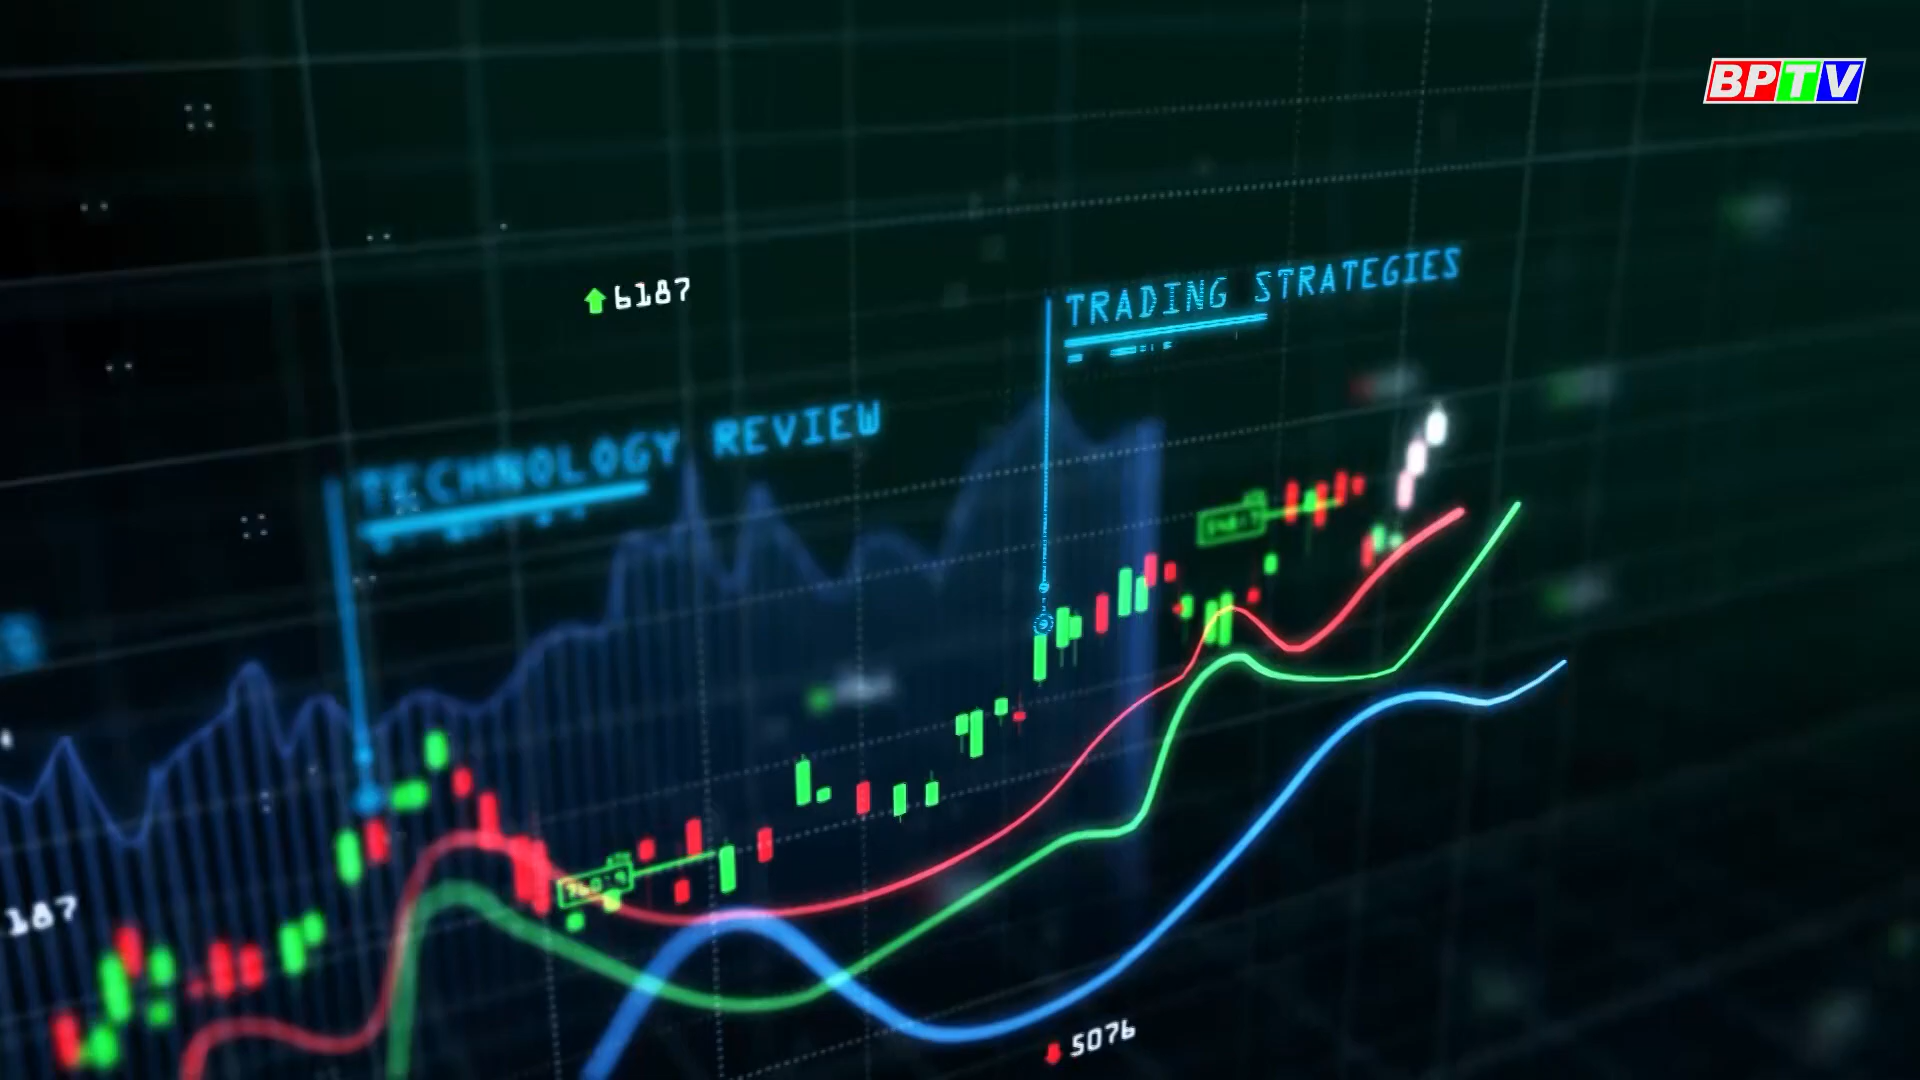 BPTV
6187
TRADING STRATEGIES
TECHNOLOGY REVIEW
187
5076